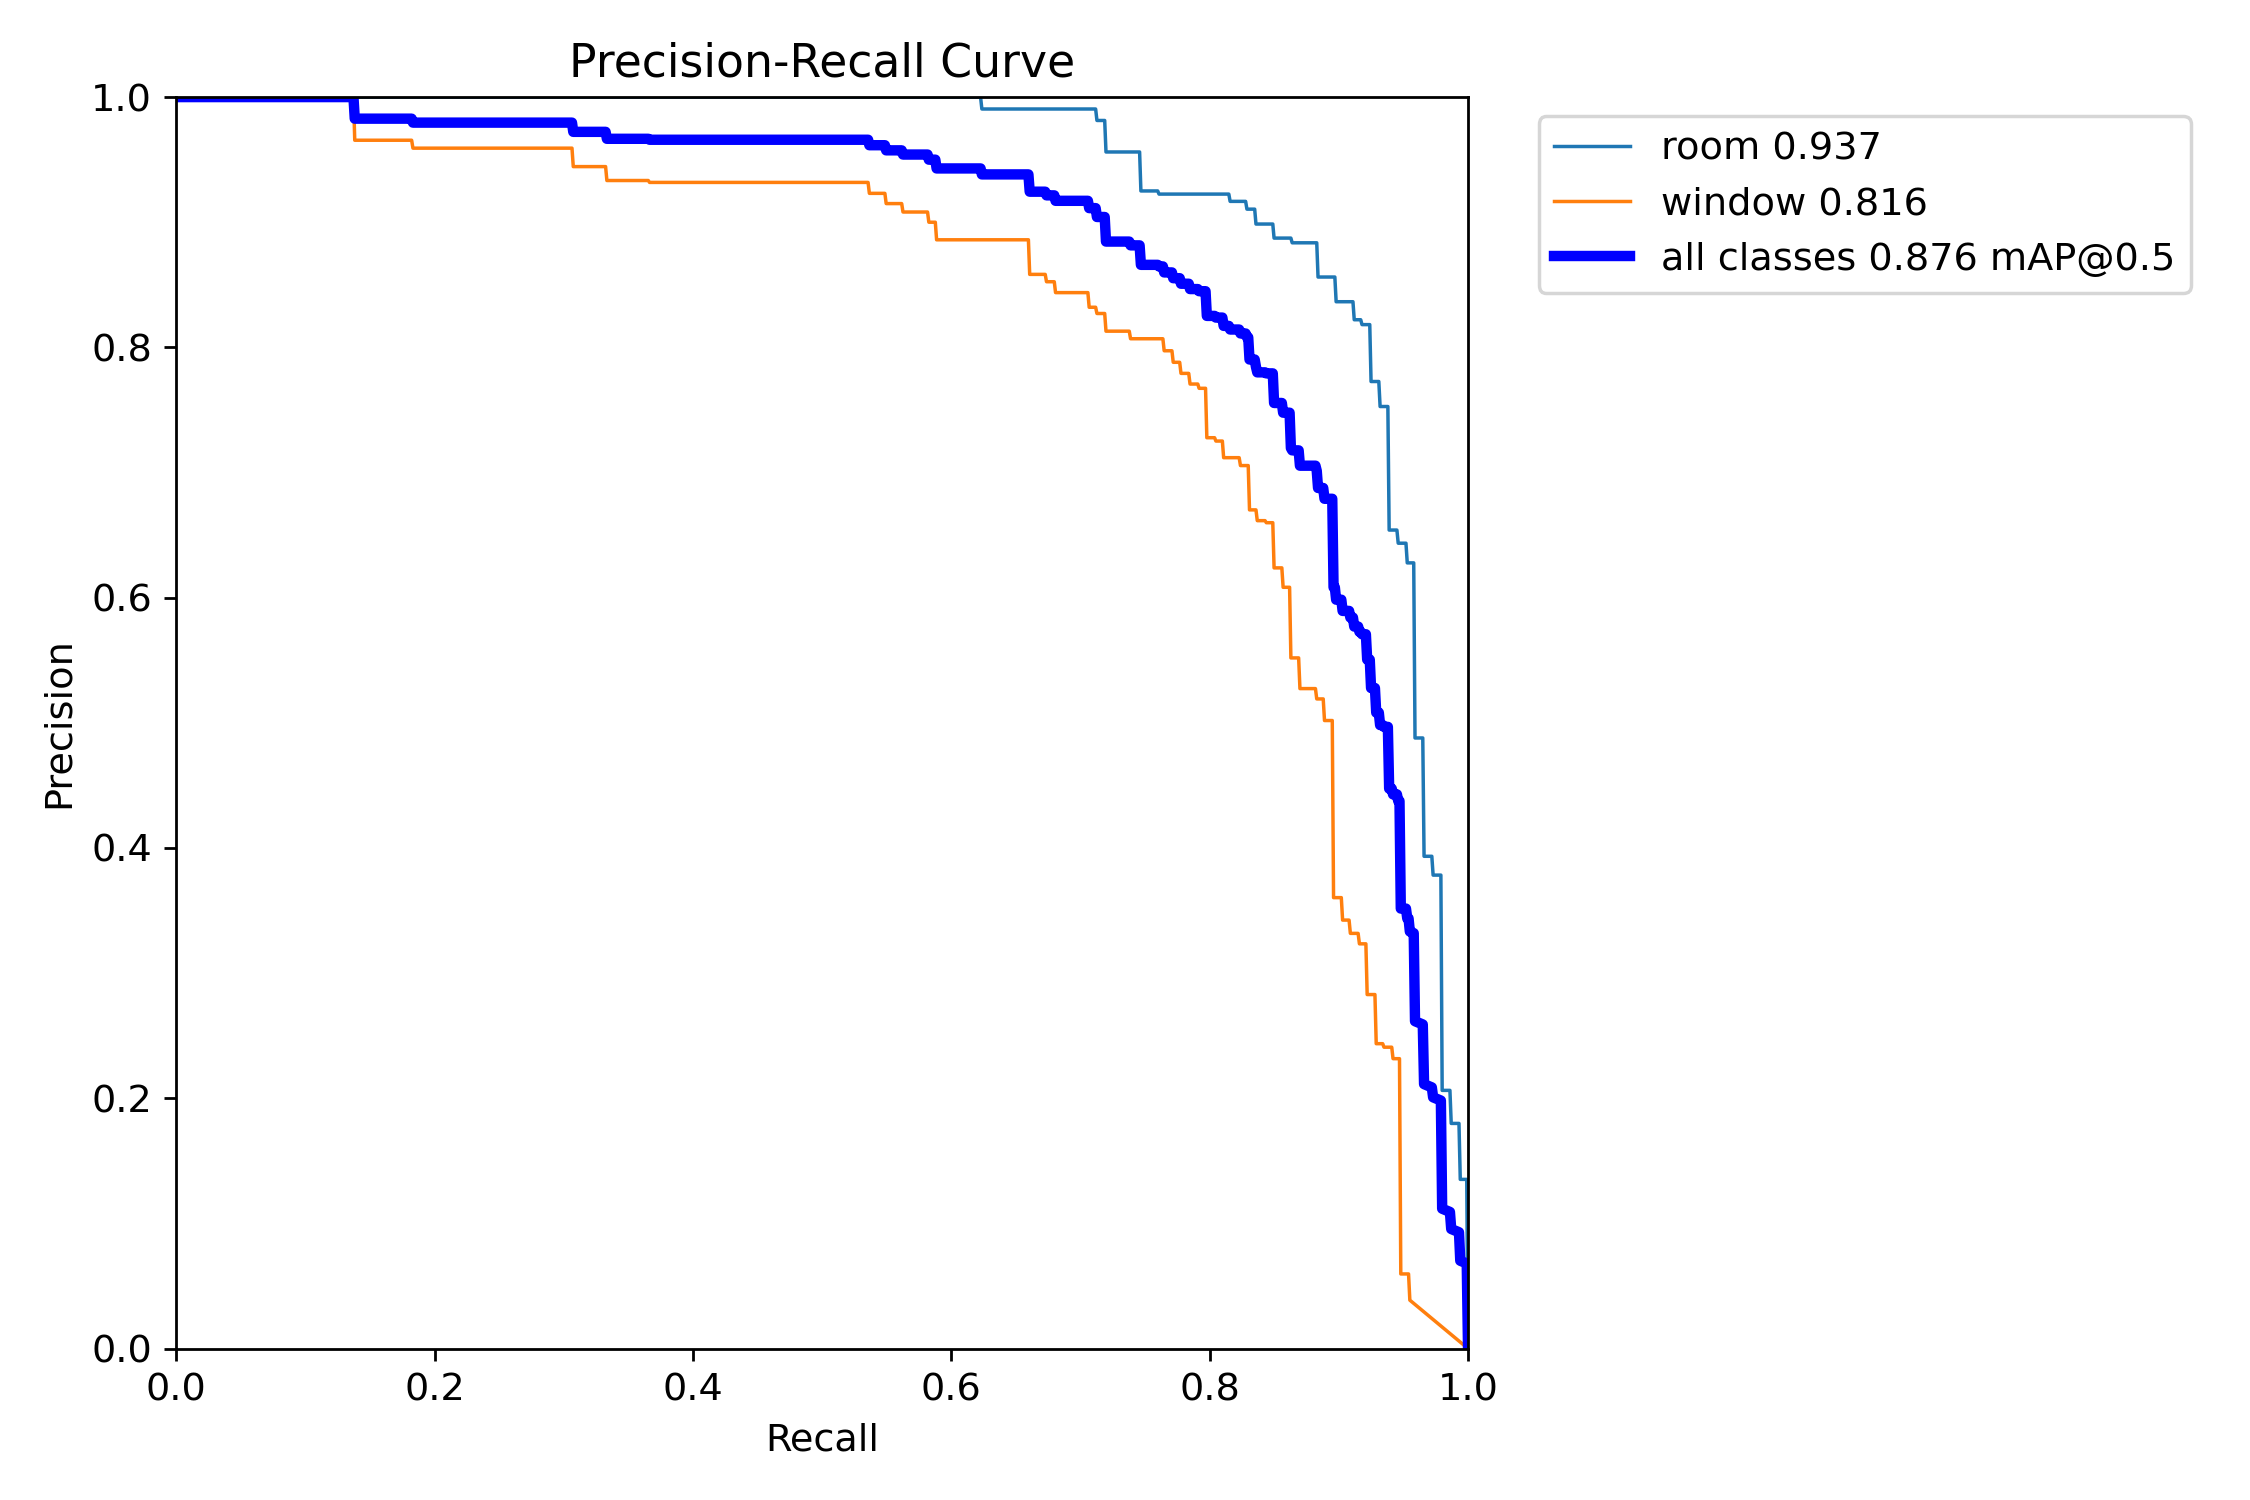 Precision-Recall Curve
1.0
0.8
0.6
0.4
0.2
0.0
Precision
0.0 0.2 0.4 0.6 0.8 1.0
Recall
room 0.937
window 0.816
all classes 0.876 mAP@0.5